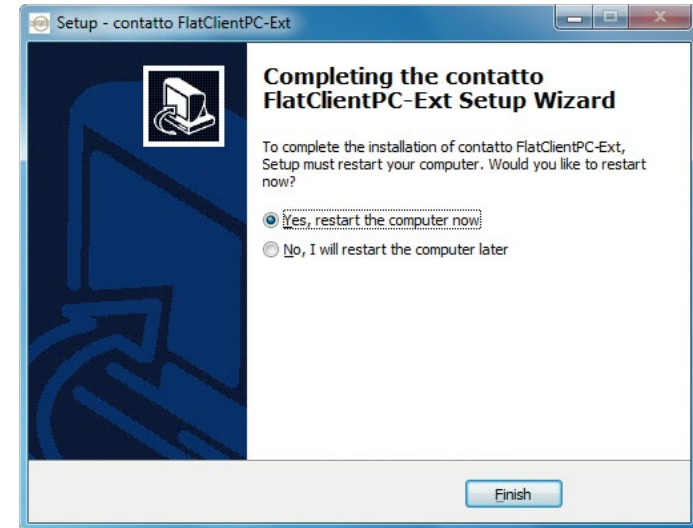 Setup - contatto FlatClientPC-Ext
Completing the contatto
FlatClientPC-Ext Setup Wizard
To complete the installation of contatto FlatClientPC-Ext,
Setup must restart your computer. Would you like to restart
now?
Yes, restart the computer now
No, I will restart the computer later
Finish